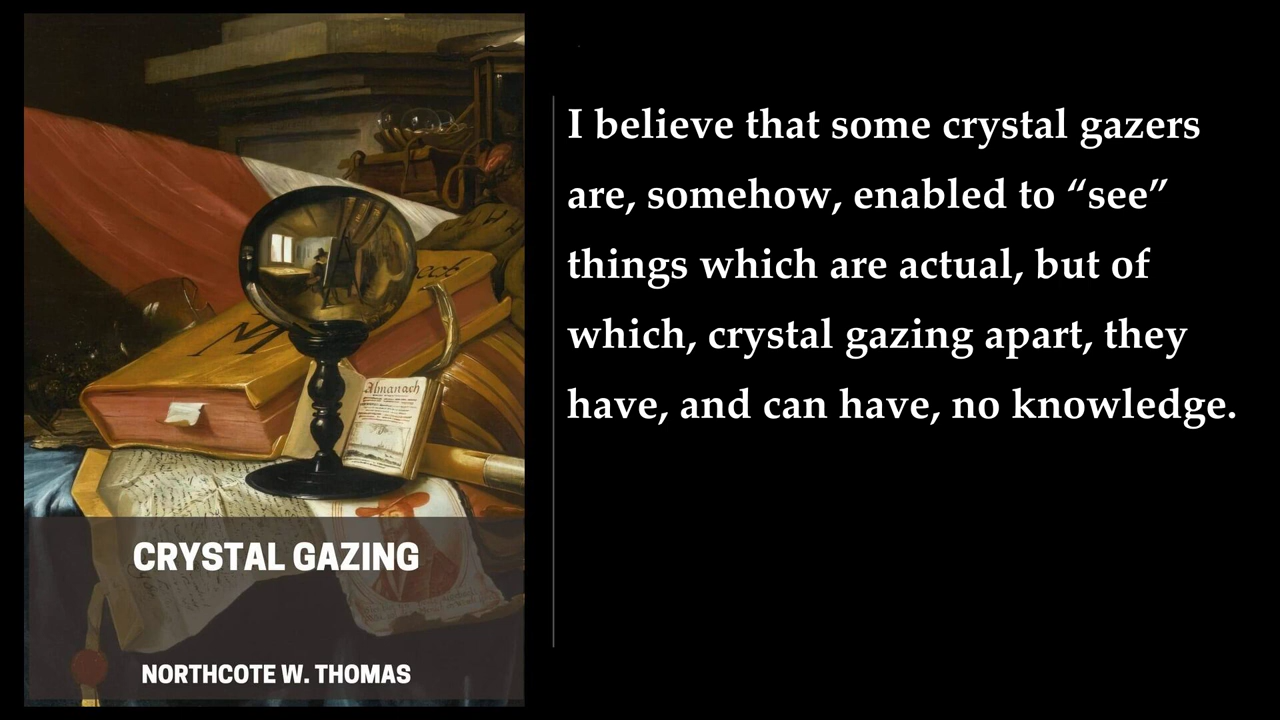 I believe that some crystal gazers
are, somehow, enabled to “see”
things which are actual, but of
which, crystal gazing apart, they
have, and can have, no knowledge.
Almanach
M
CRYSTAL GAZING
NORTHCOTE W. THOMAS